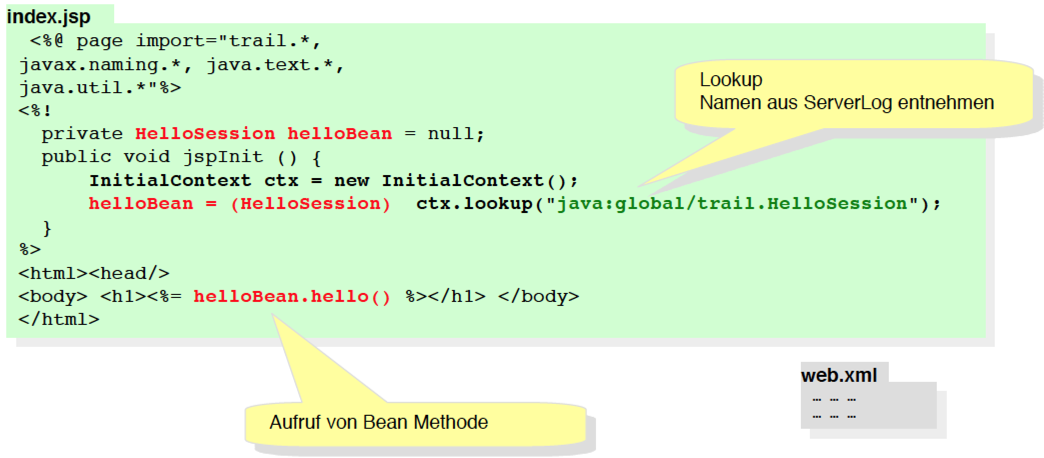 index.jsp
<%@ page import="trail.*,
javax.naming.*, java.text.*,
java.util.*"%>
<%!
private HelloSession helloBean = null;
public void jspInit () {
InitialContext ctx = new InitialContext();
helloBean = (HelloSession) ctx.lookup("java:global/trail.HelloSession");
}
%>
<html><head/>
<body> <h1><%= helloBean.hello() %></h1> </body>
</html>
Lookup
Namen aus ServerLog entnehmen
Aufruf von Bean Methode
web.xml
… … …
… … …